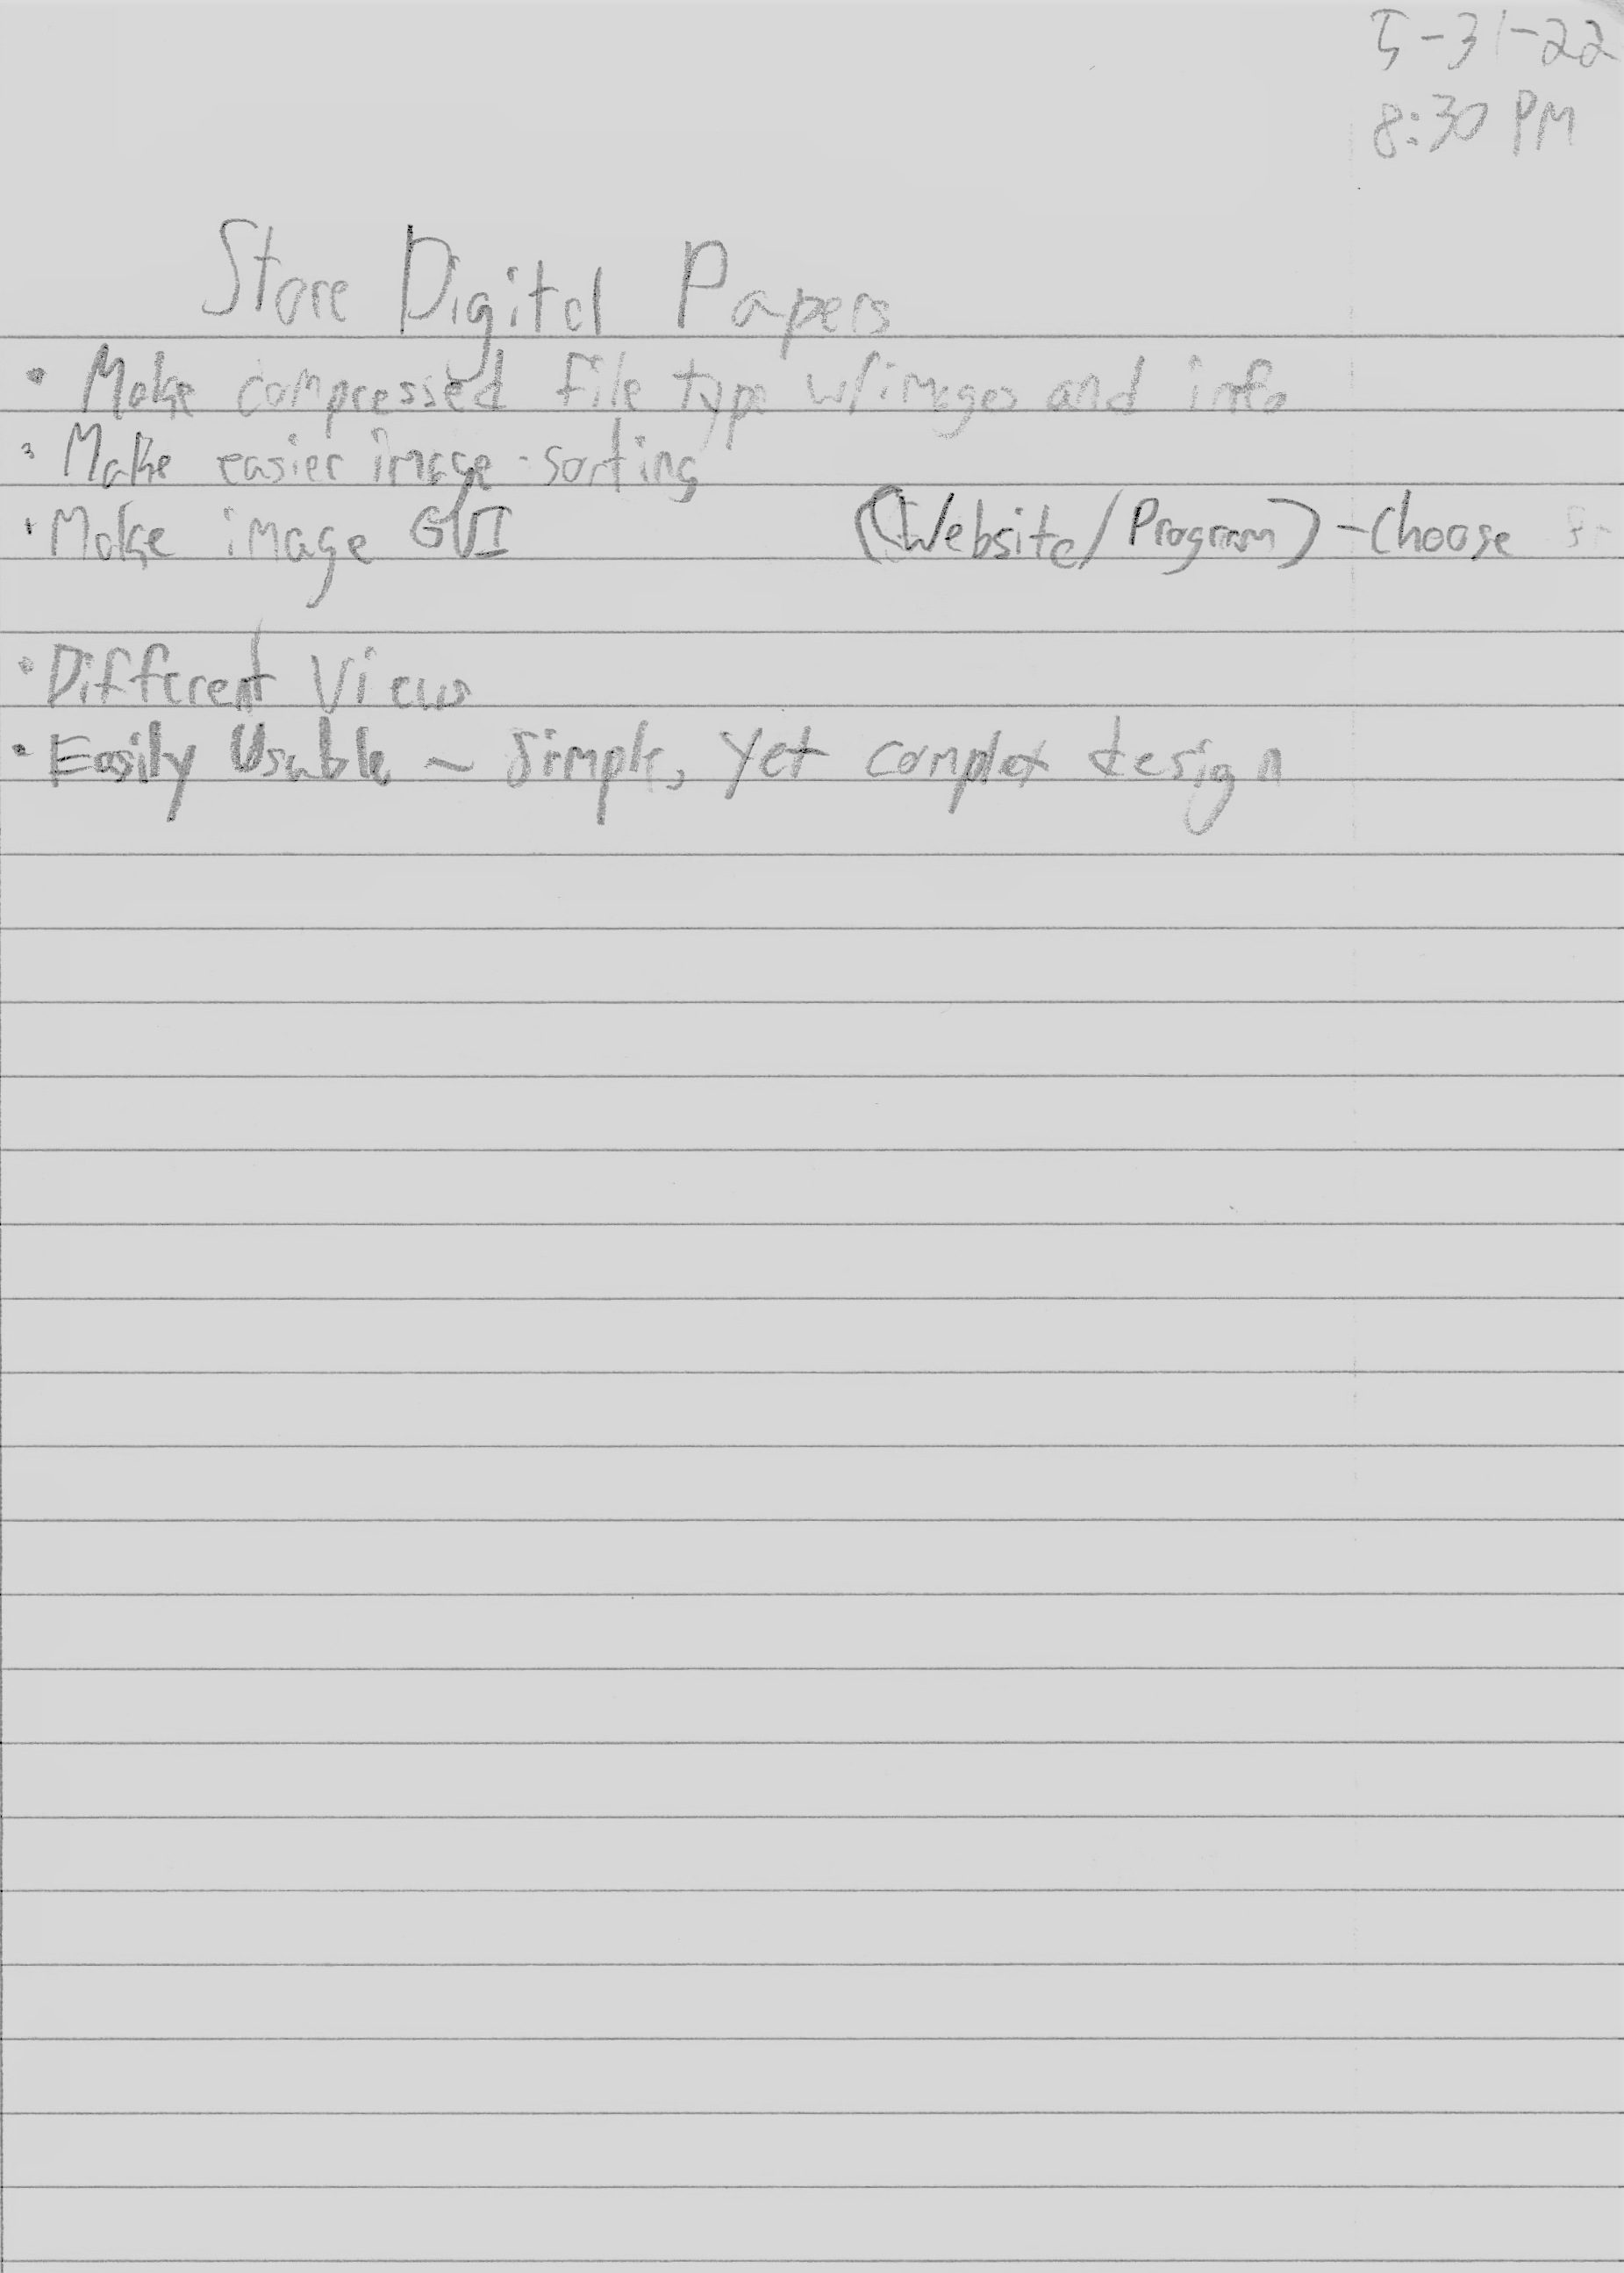 5-31-22
8:30 PM
Store Digital Papers
• Make compressed file type w/images and info
• Make easier image-sorting
• Make image GUI (Website/Program) - Choose
• Different View
• Easily Usable ~ Simple, Yet complex design